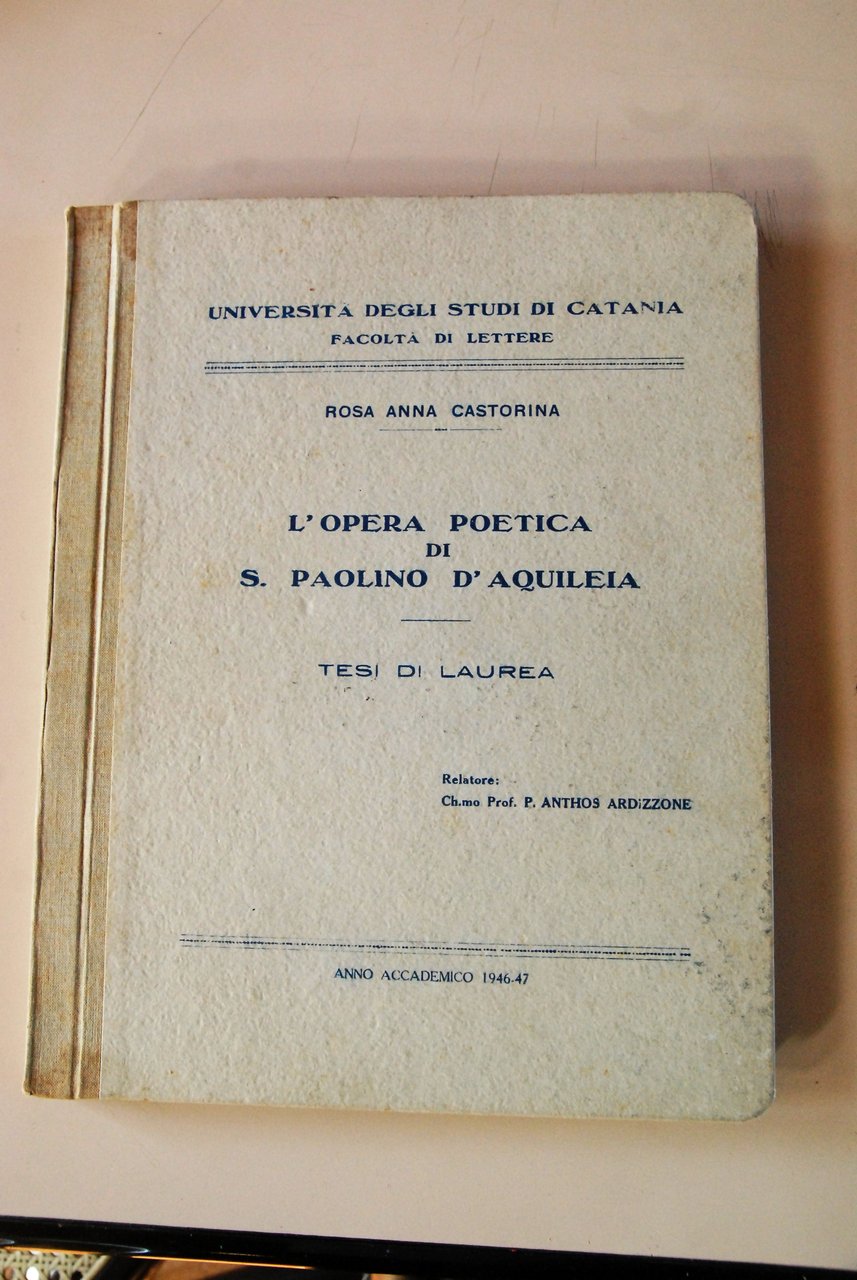 UNIVERSITÀ DEGLI STUDI DI CATANIA
FACOLTÀ DI LETTERE
ROSA ANNA CASTORINA
L'OPERA POETICA
DI
S. PAOLINO D'AQUILEIA
TESI DI LAUREA
Relatore:
Ch.mo Prof. P. ANTHOS ARDIZZONE
ANNO ACCADEMICO 1946-47